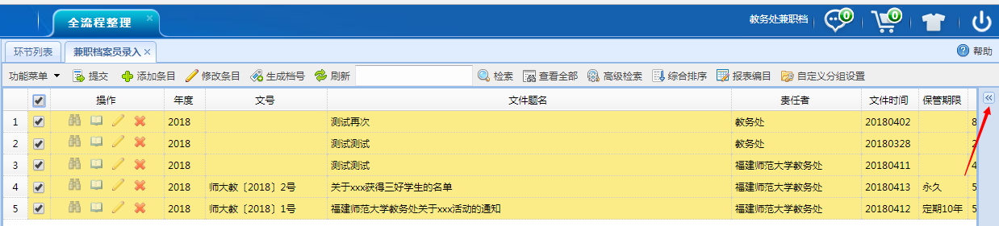 全流程整理
教务处兼职档
0
0
环节列表 兼职档案员录入
帮助
功能菜单 提交 添加条目 修改条目 生成档号 刷新 检索 查看全部 高级检索 综合排序 报表编目 自定义分组设置
操作 年度 文号 文件题名 责任者 文件时间 保管期限
1 2018 测试再次 教务处 20180402 8
2 2018 测试测试 教务处 20180328 2
3 2018 测试测试 福建师范大学教务处 20180411 4
4 2018 师大教〔2018〕2号 关于xxx获得三好学生的名单 福建师范大学教务处 20180413 永久 5
5 2018 师大教〔2018〕1号 福建师范大学教务处关于xxx活动的通知 福建师范大学教务处 20180412 定期10年 5